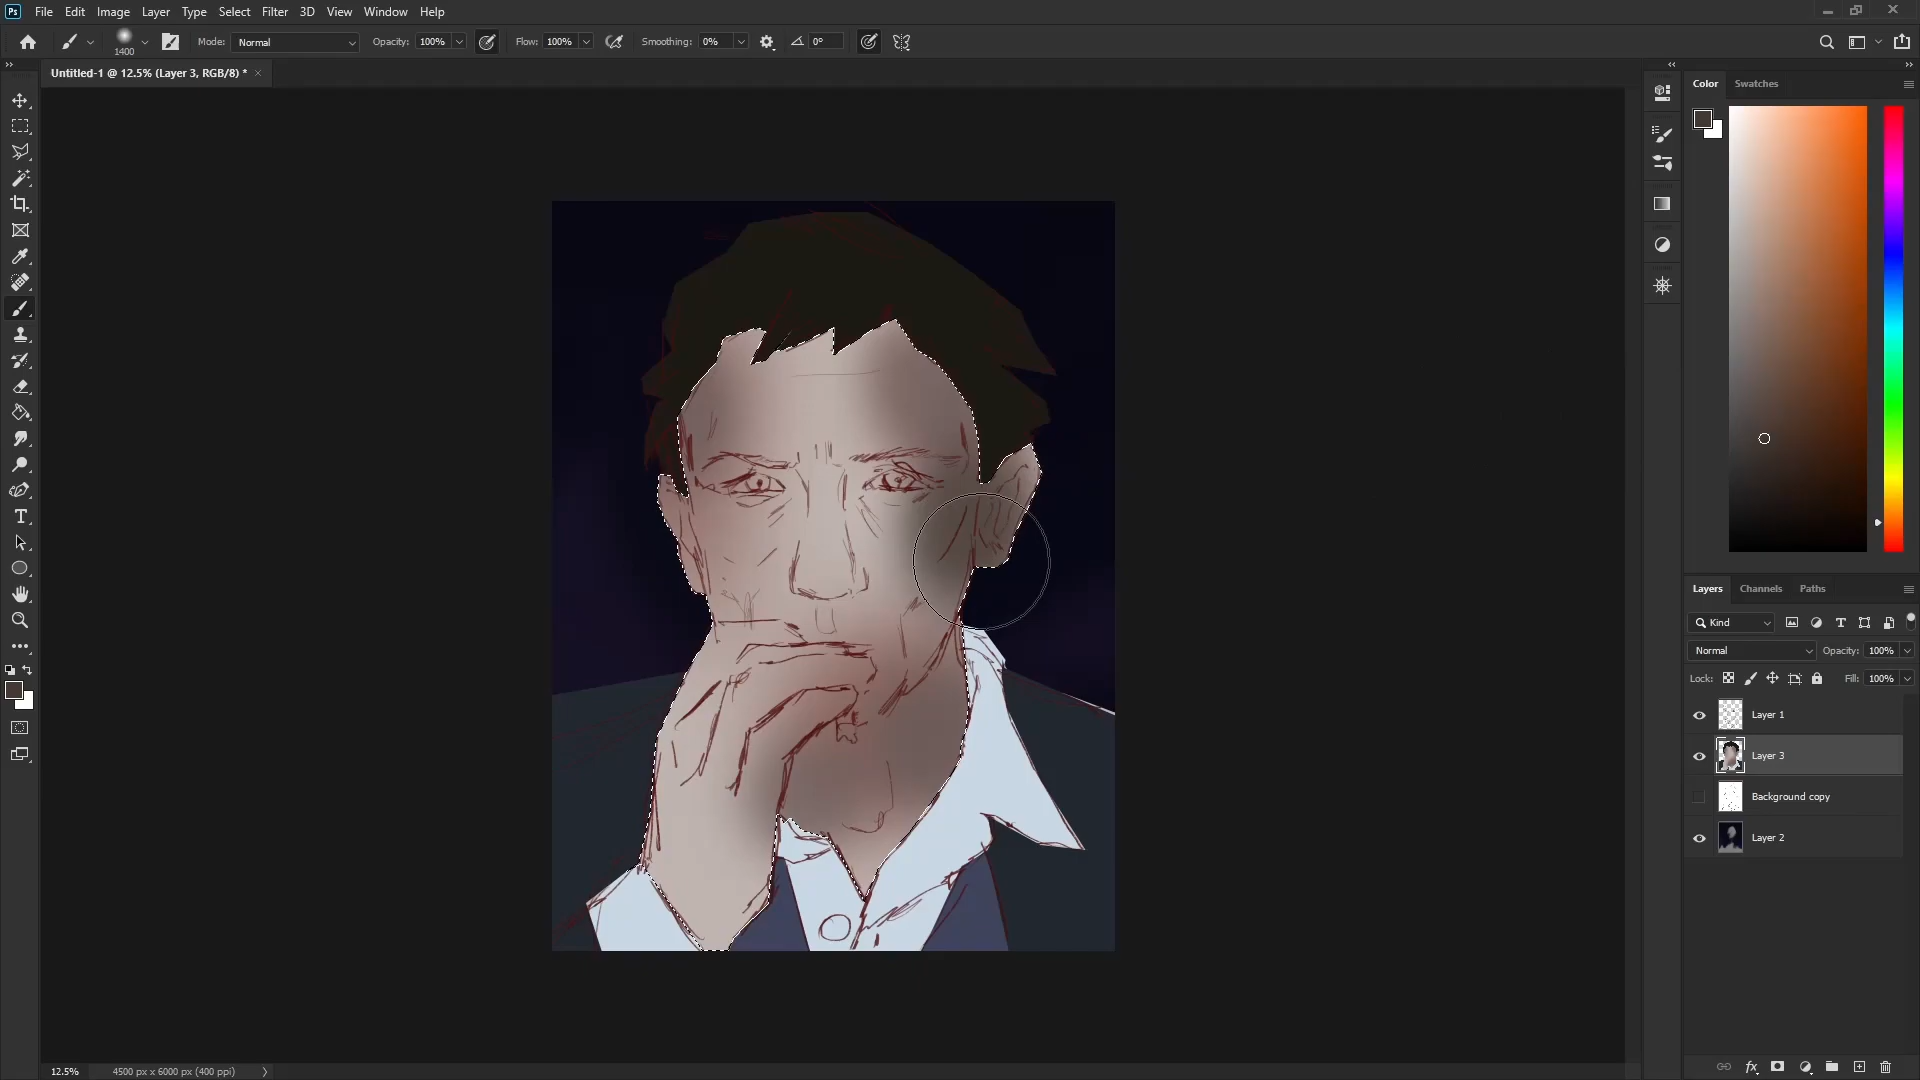 Ps File Edit Image Layer Type Select Filter 3D View Window Help
1400 Mode: Normal Opacity: 100% Flow: 100% Smoothing: 0% 0°
Untitled-1 @ 12.5% (Layer 3, RGB/8) *
Color Swatches
Layers Channels Paths
Kind
Normal Opacity: 100%
Lock: Fill: 100%
Layer 1
Layer 3
Background copy
Layer 2
12.5% 4500 px x 6000 px (400 ppi)